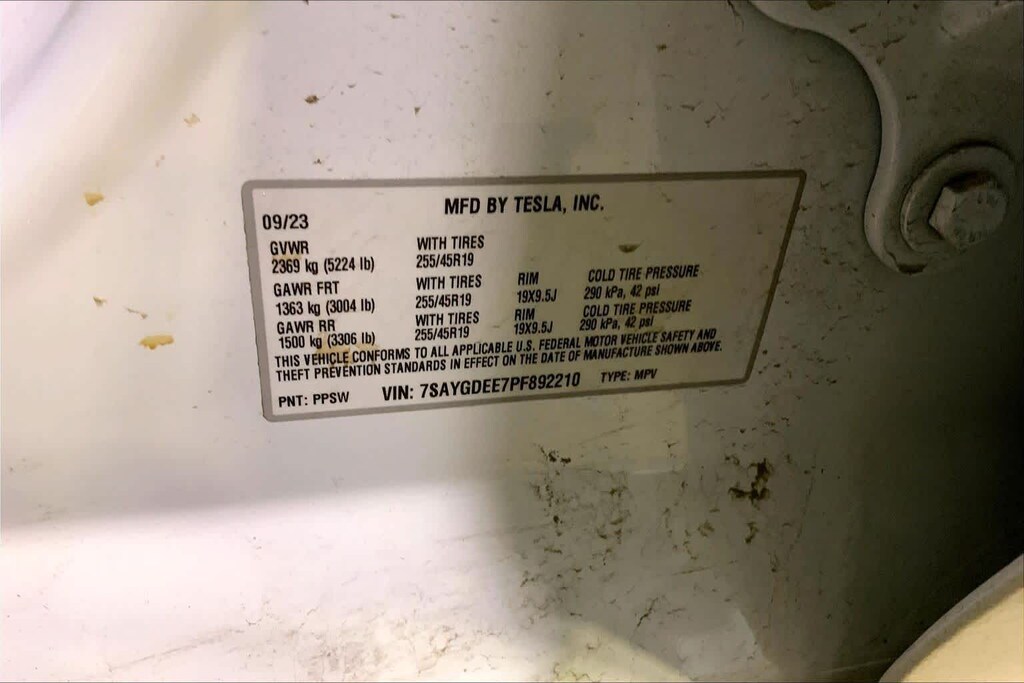 MFD BY TESLA, INC.
09/23
GVWR WITH TIRES
2369 kg (5224 lb) 255/45R19
GAWR FRT WITH TIRES RIM COLD TIRE PRESSURE
1363 kg (3004 lb) 255/45R19 19X9.5J 290 kPa, 42 psi
GAWR RR WITH TIRES RIM COLD TIRE PRESSURE
1500 kg (3306 lb) 255/45R19 19X9.5J 290 kPa, 42 psi
THIS VEHICLE CONFORMS TO ALL APPLICABLE U.S. FEDERAL MOTOR VEHICLE SAFETY AND
THEFT PREVENTION STANDARDS IN EFFECT ON THE DATE OF MANUFACTURE SHOWN ABOVE.
PNT: PPSW VIN: 7SAYGDEE7PF892210 TYPE: MPV